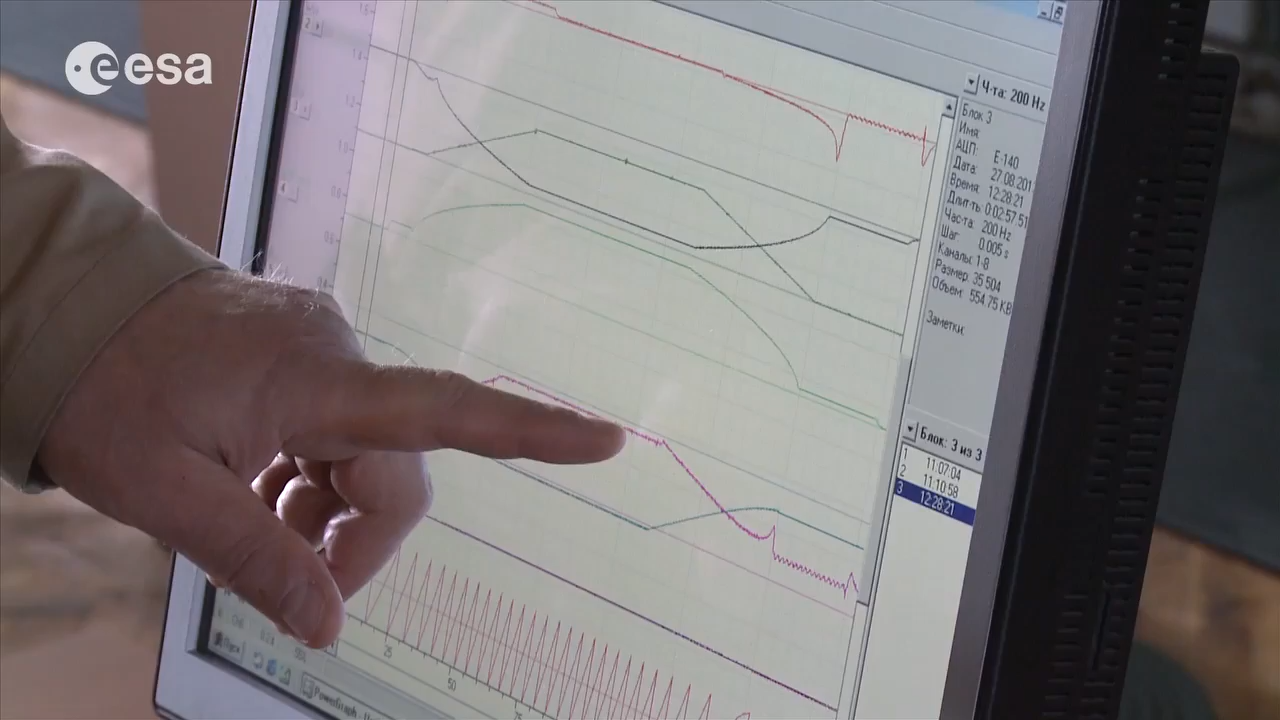 esa
Ч-та: 200 Hz
Блок 3
Имя:
АЦП: E-140
Дата: 27.08.201
Время: 12:28:21
Длит-ть: 0:02:57.51
Час-та: 200 Hz
Шаг: 0.005 s
Каналы: 1-8
Размер: 35 504
Объем: 554.75 KB
Заметки:
Блок: 3 из 3
1 11:07:04
2 11:10:58
3 12:28:21
25
50
75
Пуск